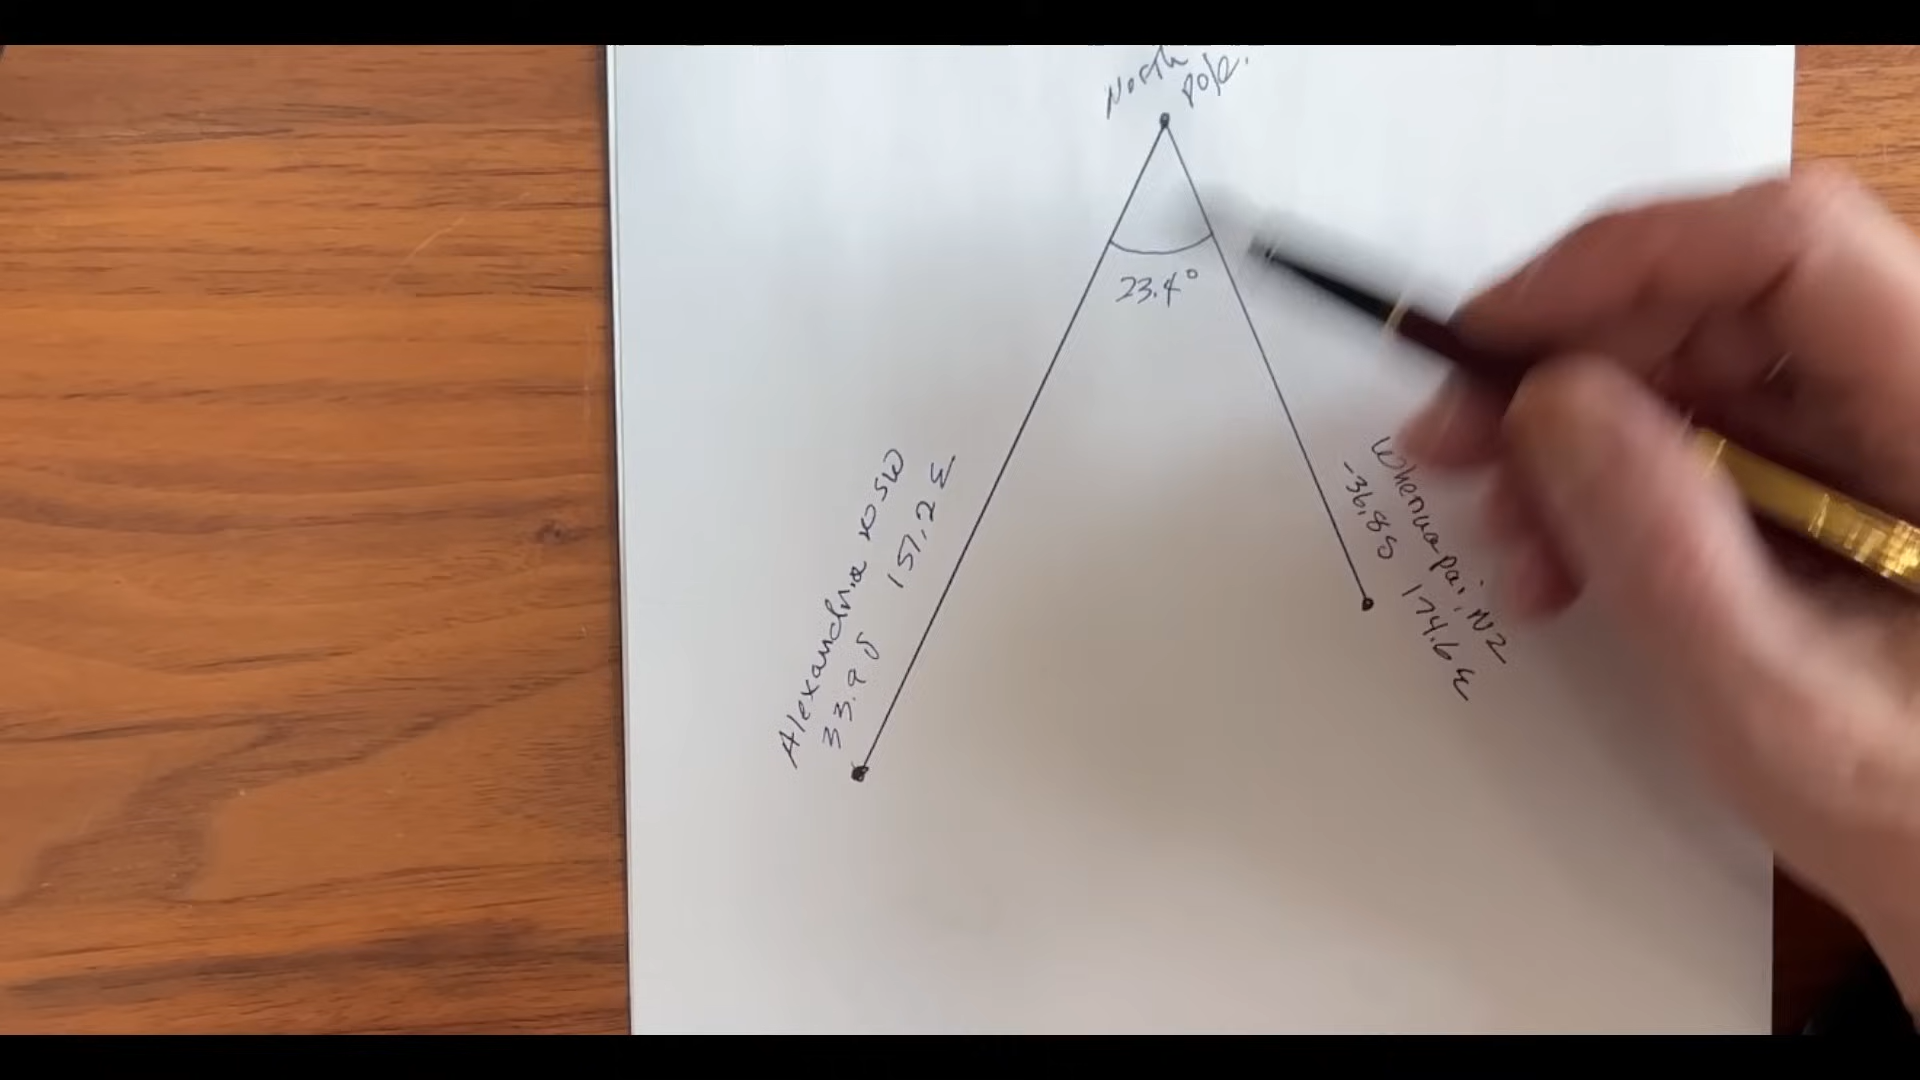 North
Pole.
23.4°
Alexandria NSW
33.9 S 151.2 E
Whenuapai, NZ
-36.8 S 174.6 E